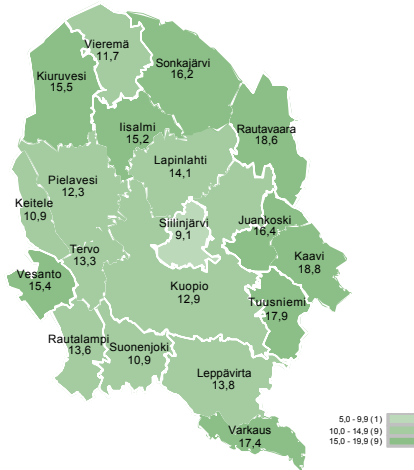 Vieremä
11,7
Sonkajärvi
16,2
Kiuruvesi
15,5
Iisalmi
15,2
Rautavaara
18,6
Lapinlahti
14,1
Pielavesi
12,3
Keitele
10,9
Siilinjärvi
9,1
Juankoski
16,4
Tervo
13,3
Kaavi
18,8
Vesanto
15,4
Kuopio
12,9
Tuusniemi
17,9
Rautalampi
13,6
Suonenjoki
10,9
Leppävirta
13,8
Varkaus
17,4
5,0 - 9,9 (1)
10,0 - 14,9 (9)
15,0 - 19,9 (9)